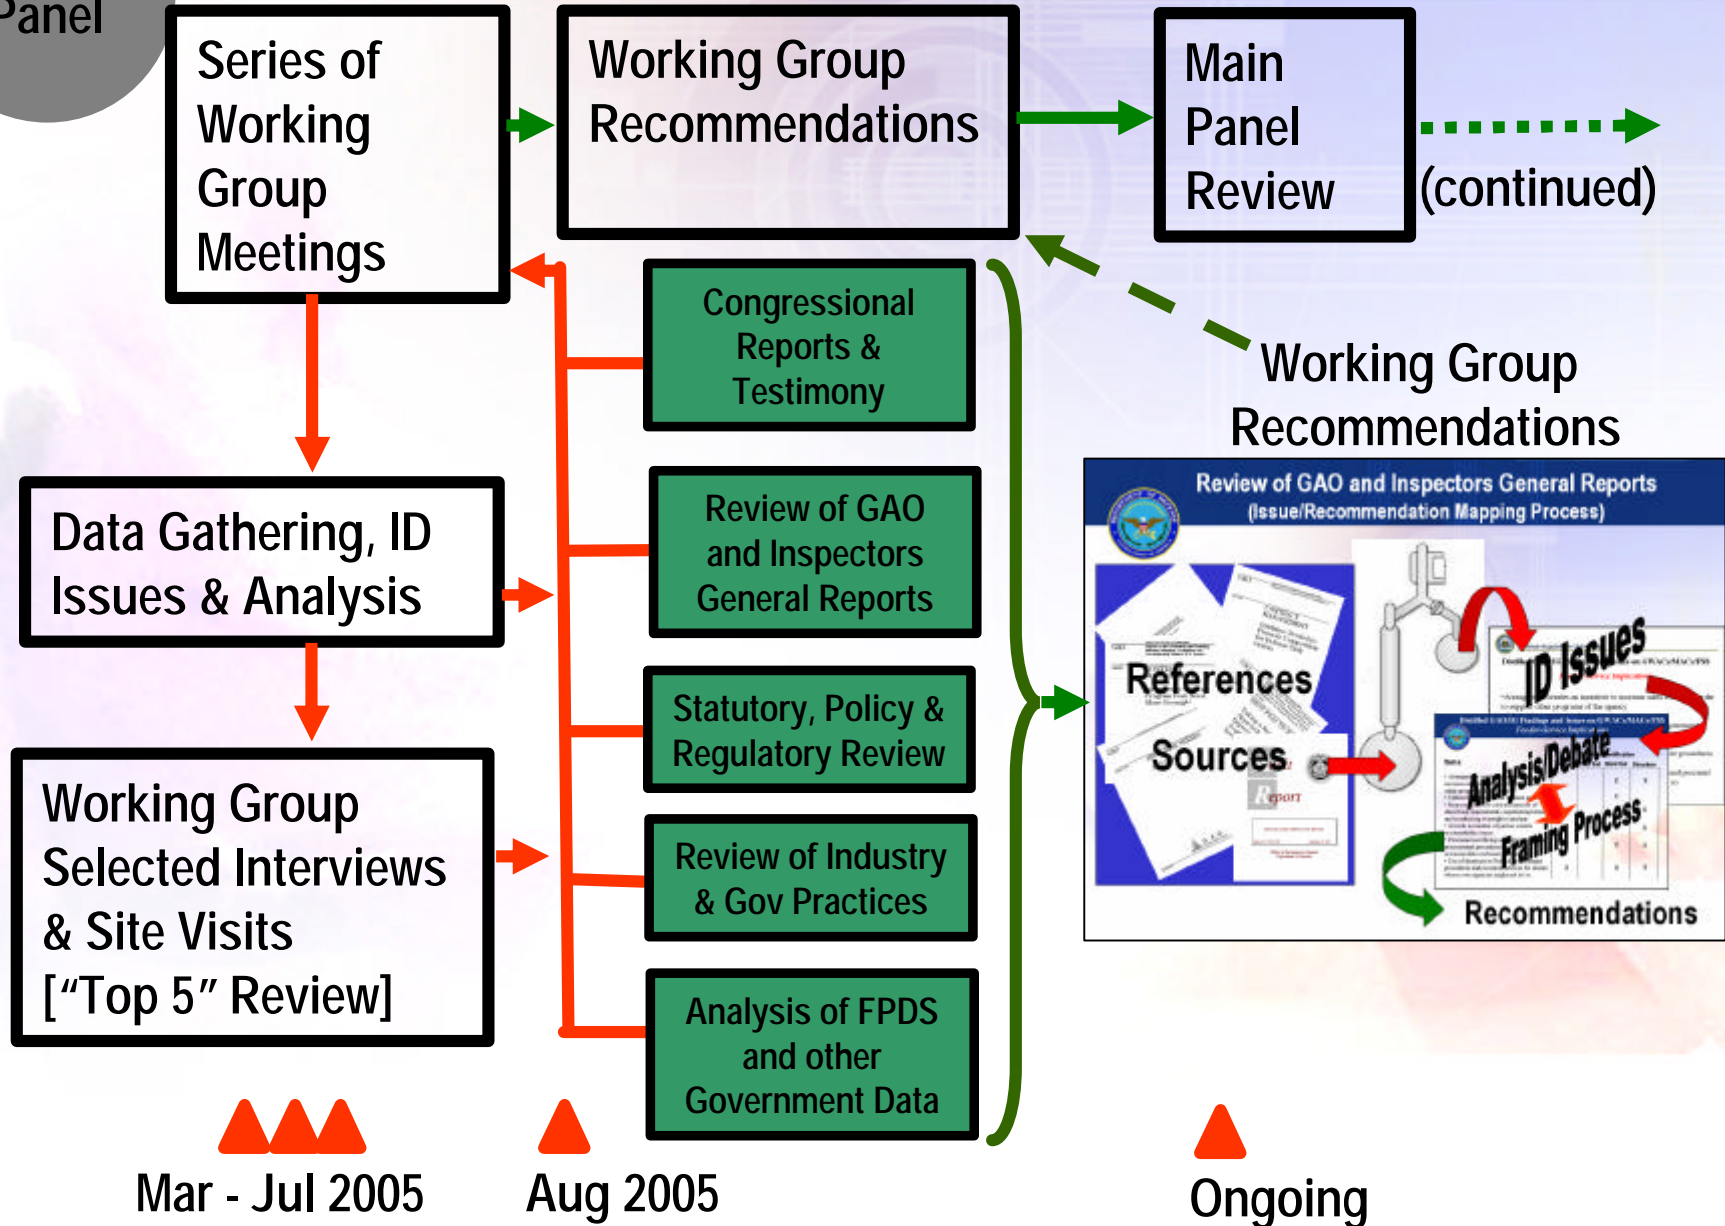 Panel
Series of
Working
Group
Meetings
Working Group
Recommendations
Main
Panel
Review
(continued)
Congressional
Reports &
Testimony
Review of GAO
and Inspectors
General Reports
Statutory, Policy &
Regulatory Review
Review of Industry
& Gov Practices
Analysis of FPDS
and other
Government Data
Data Gathering, ID
Issues & Analysis
Working Group
Selected Interviews
& Site Visits
[“Top 5” Review]
Working Group
Recommendations
Review of GAO and Inspectors General Reports
(Issue/Recommendation Mapping Process)
References
Sources
Report
ID Issues
Analysis/Debate
Framing Process
Recommendations
Mar - Jul 2005
Aug 2005
Ongoing